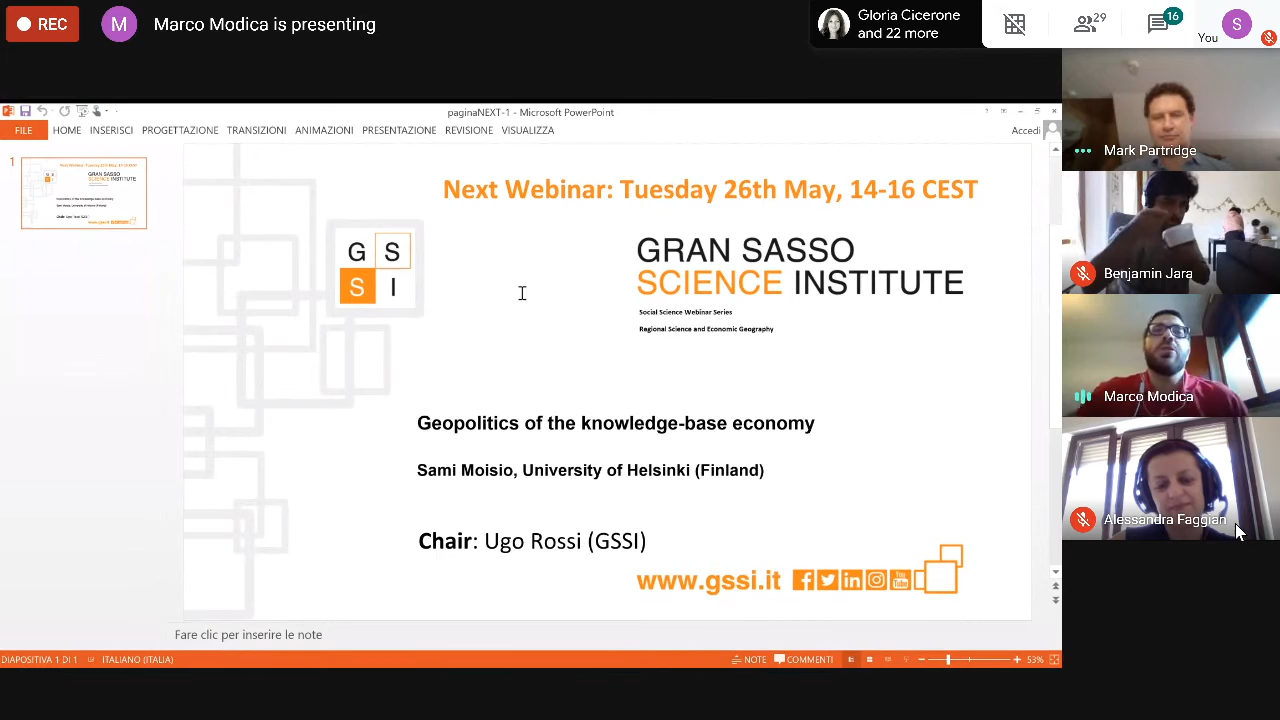 REC
M
Marco Modica is presenting
Gloria Cicerone
and 22 more
29
16
You
S
paginaNEXT-1 - Microsoft PowerPoint
FILE
HOME
INSERISCI
PROGETTAZIONE
TRANSIZIONI
ANIMAZIONI
PRESENTAZIONE
REVISIONE
VISUALIZZA
Accedi
1
Next Webinar: Tuesday 26th May, 14-16 CEST
G S
S I
GRAN SASSO
SCIENCE INSTITUTE
Social Science Webinar Series
Regional Science and Economic Geography
Geopolitics of the knowledge-base economy
Sami Moisio, University of Helsinki (Finland)
Chair: Ugo Rossi (GSSI)
www.gssi.it
Fare clic per inserire le note
DIAPOSITIVA 1 DI 1
ITALIANO (ITALIA)
NOTE
COMMENTI
53%
Mark Partridge
Benjamin Jara
Marco Modica
Alessandra Faggian